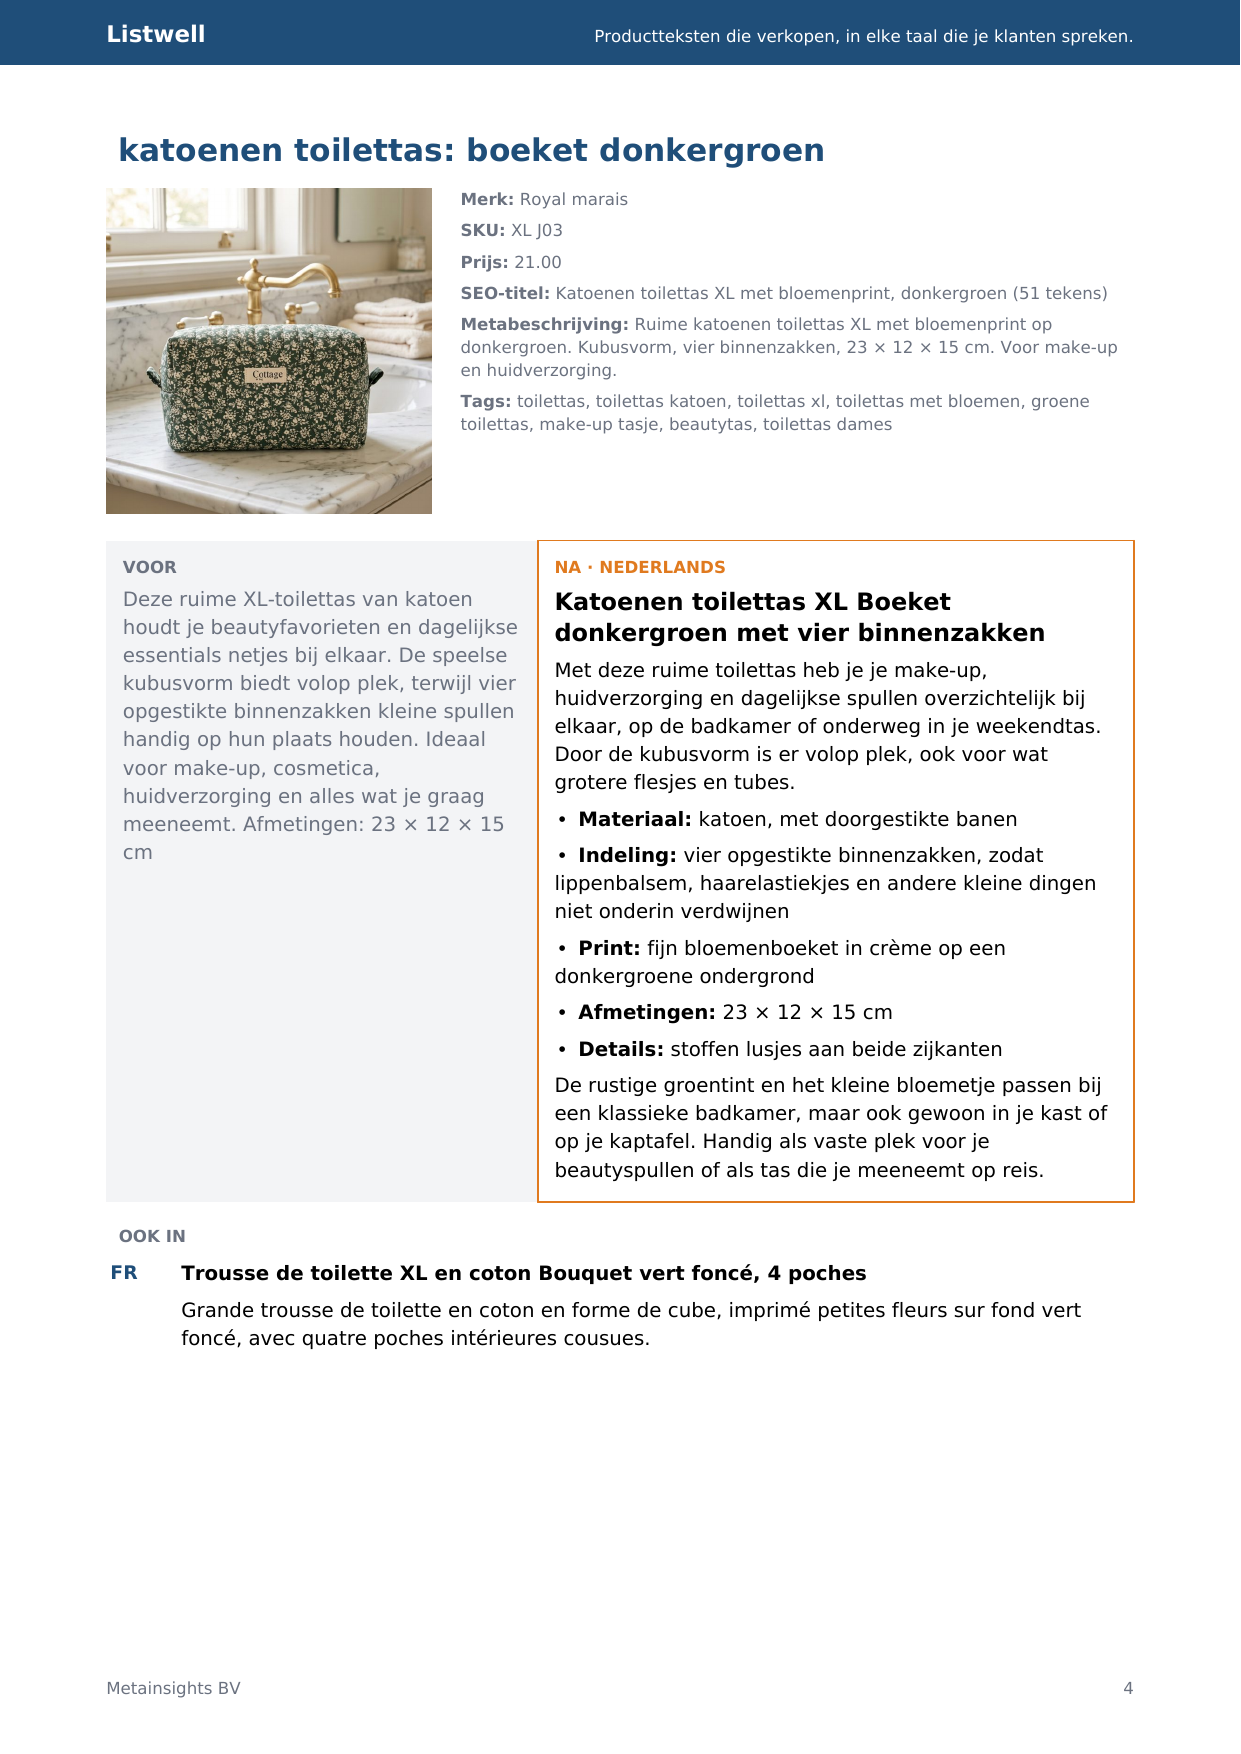 Listwell
Productteksten die verkopen, in elke taal die je klanten spreken.
katoenen toilettas: boeket donkergroen
Cottage
Merk: Royal marais
SKU: XL J03
Prijs: 21.00
SEO-titel: Katoenen toilettas XL met bloemenprint, donkergroen (51 tekens)
Metabeschrijving: Ruime katoenen toilettas XL met bloemenprint op
donkergroen. Kubusvorm, vier binnenzakken, 23 × 12 × 15 cm. Voor make-up
en huidverzorging.
Tags: toilettas, toilettas katoen, toilettas xl, toilettas met bloemen, groene
toilettas, make-up tasje, beautytas, toilettas dames
VOOR
Deze ruime XL-toilettas van katoen
houdt je beautyfavorieten en dagelijkse
essentials netjes bij elkaar. De speelse
kubusvorm biedt volop plek, terwijl vier
opgestikte binnenzakken kleine spullen
handig op hun plaats houden. Ideaal
voor make-up, cosmetica,
huidverzorging en alles wat je graag
meeneemt. Afmetingen: 23 × 12 × 15
cm
NA · NEDERLANDS
Katoenen toilettas XL Boeket
donkergroen met vier binnenzakken
Met deze ruime toilettas heb je je make-up,
huidverzorging en dagelijkse spullen overzichtelijk bij
elkaar, op de badkamer of onderweg in je weekendtas.
Door de kubusvorm is er volop plek, ook voor wat
grotere flesjes en tubes.
• Materiaal: katoen, met doorgestikte banen
• Indeling: vier opgestikte binnenzakken, zodat
lippenbalsem, haarelastiekjes en andere kleine dingen
niet onderin verdwijnen
• Print: fijn bloemenboeket in crème op een
donkergroene ondergrond
• Afmetingen: 23 × 12 × 15 cm
• Details: stoffen lusjes aan beide zijkanten
De rustige groentint en het kleine bloemetje passen bij
een klassieke badkamer, maar ook gewoon in je kast of
op je kaptafel. Handig als vaste plek voor je
beautyspullen of als tas die je meeneemt op reis.
OOK IN
FR
Trousse de toilette XL en coton Bouquet vert foncé, 4 poches
Grande trousse de toilette en coton en forme de cube, imprimé petites fleurs sur fond vert
foncé, avec quatre poches intérieures cousues.
Metainsights BV
4